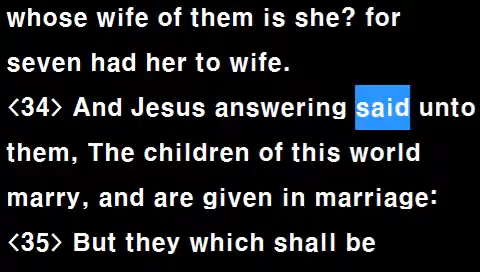 whose wife of them is she? for
seven had her to wife.
<34> And Jesus answering said unto
them, The children of this world
marry, and are given in marriage:
<35> But they which shall be